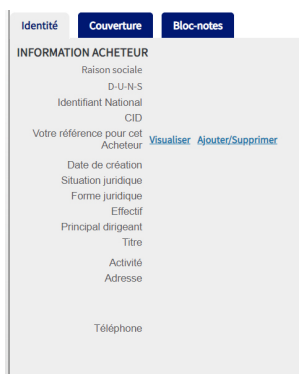 Identité Couverture Bloc-notes
INFORMATION ACHETEUR
Raison sociale
D-U-N-S
Identifiant National
CID
Votre référence pour cet
Acheteur Visualiser Ajouter/Supprimer
Date de création
Situation juridique
Forme juridique
Effectif
Principal dirigeant
Titre
Activité
Adresse
Téléphone